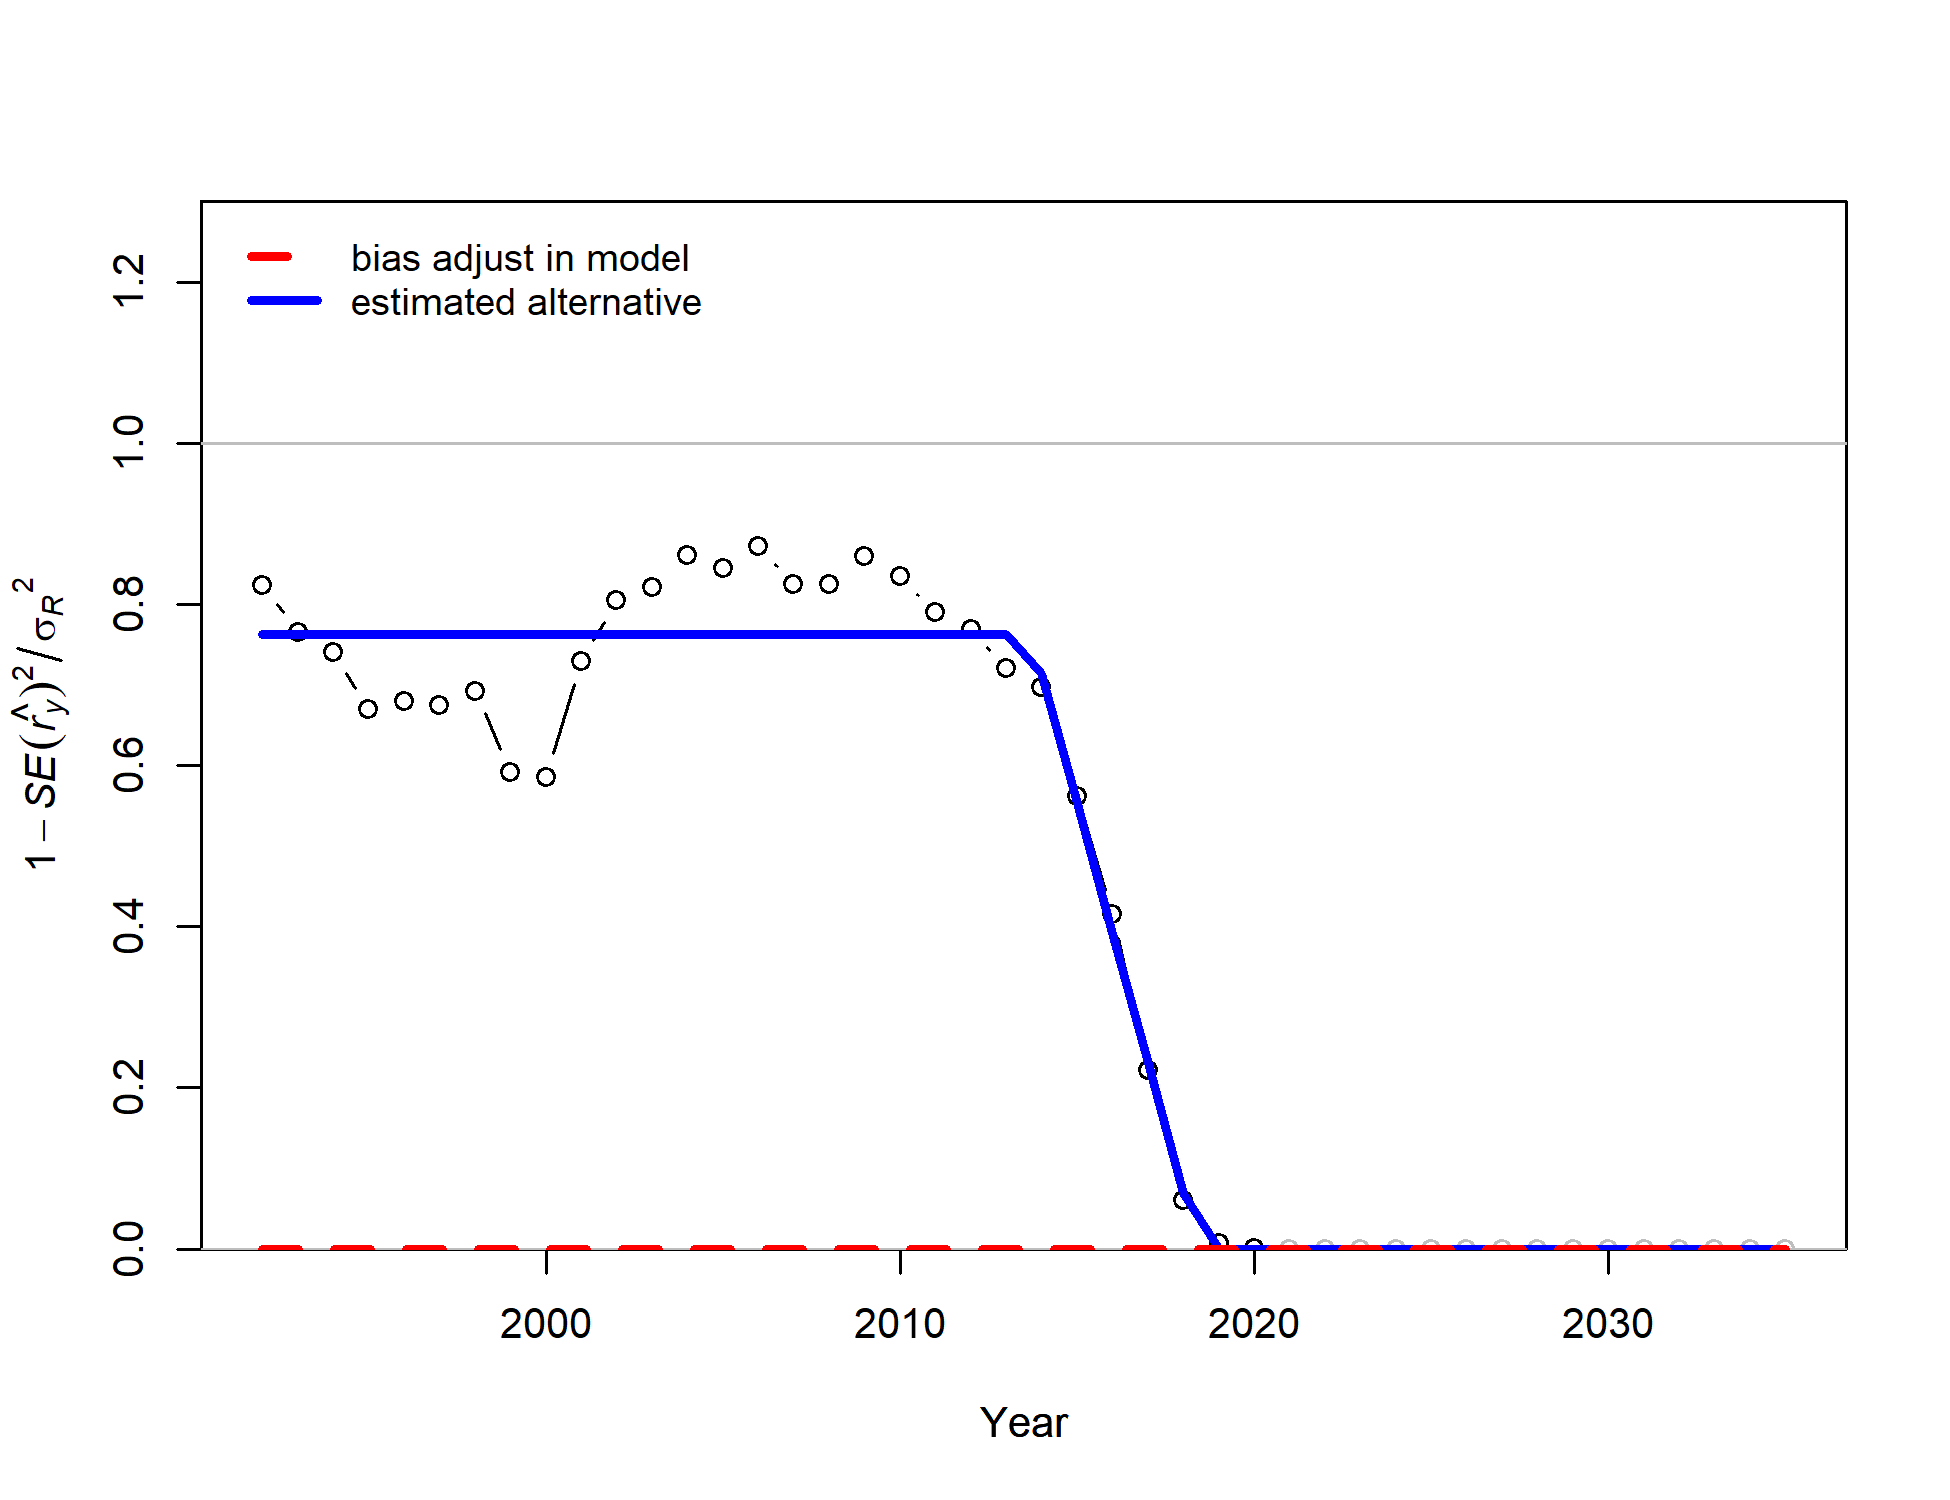 bias adjust in model
estimated alternative
1 − SE(r̂y)²/σR²
1.2
1.0
0.8
0.6
0.4
0.2
0.0
2000 2010 2020 2030
Year